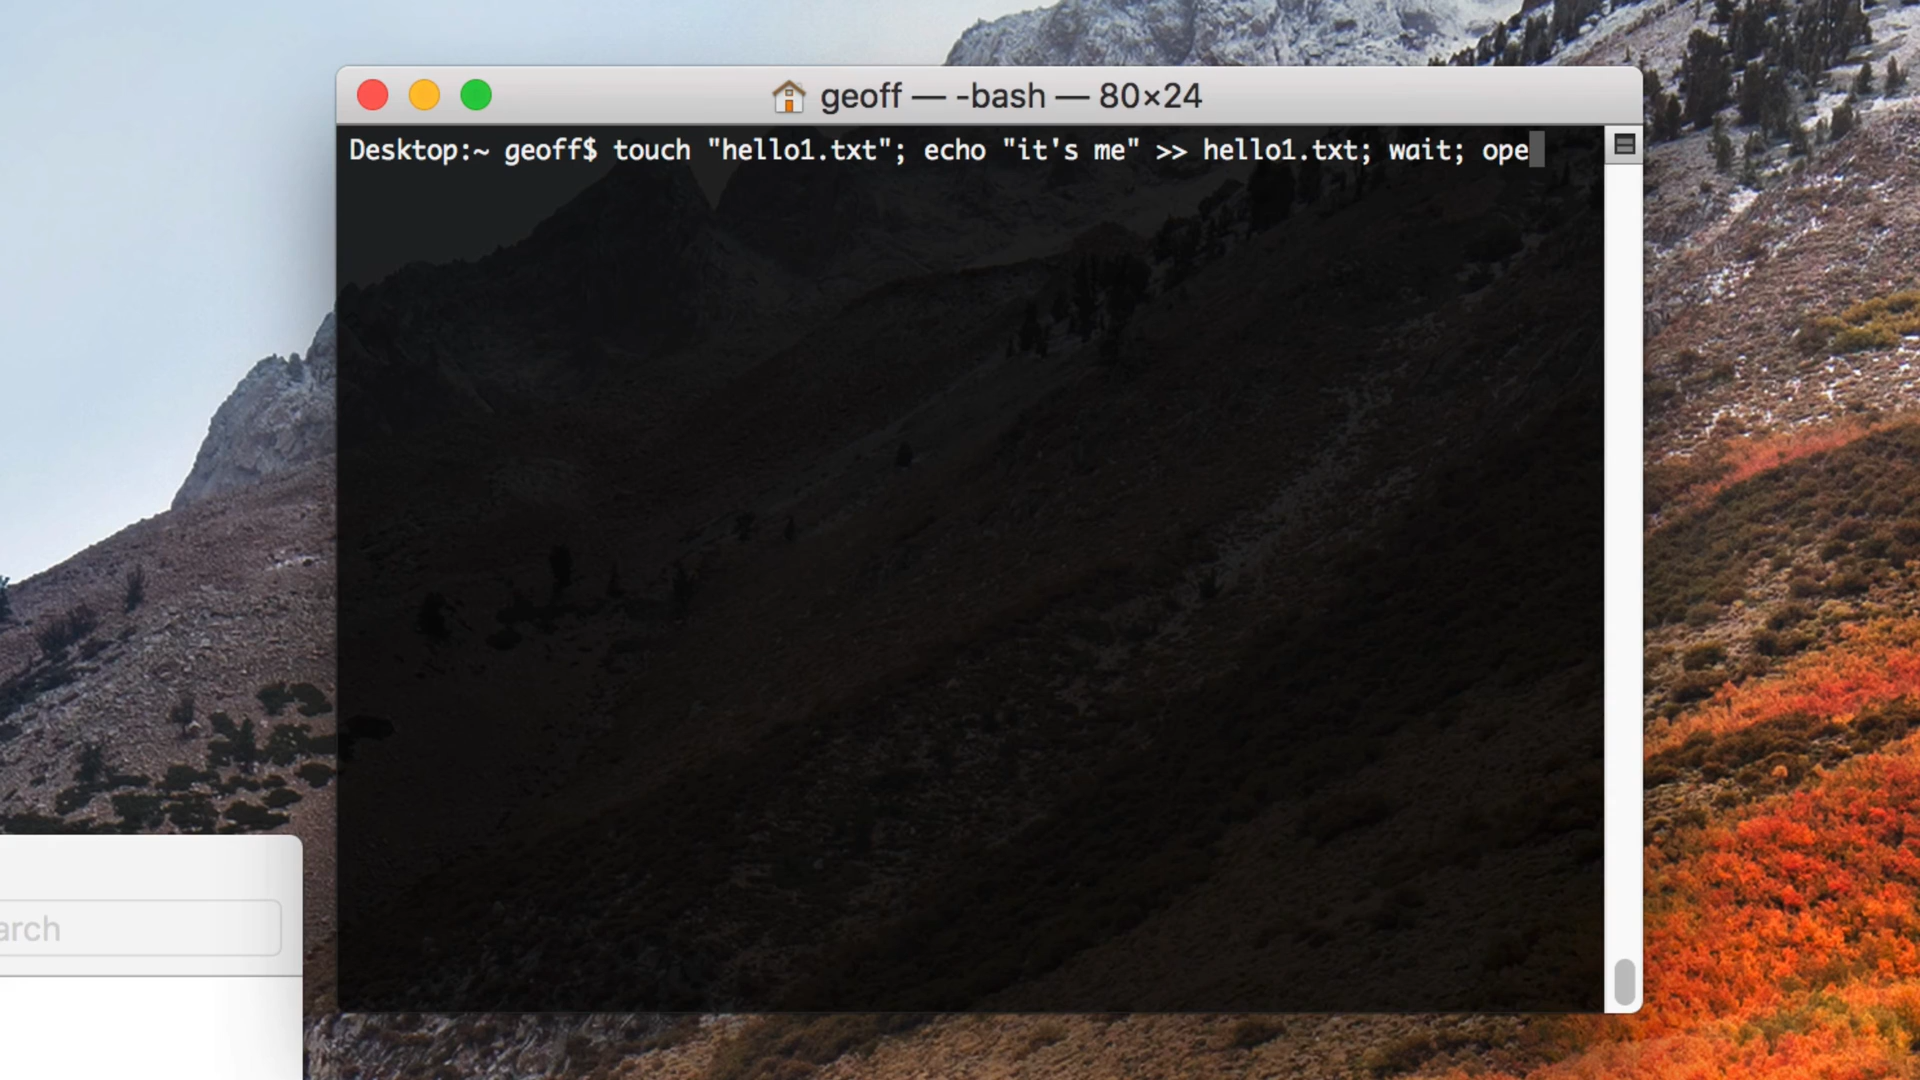 geoff — -bash — 80×24
Desktop:~ geoff$ touch "hello1.txt"; echo "it's me" >> hello1.txt; wait; ope
arch